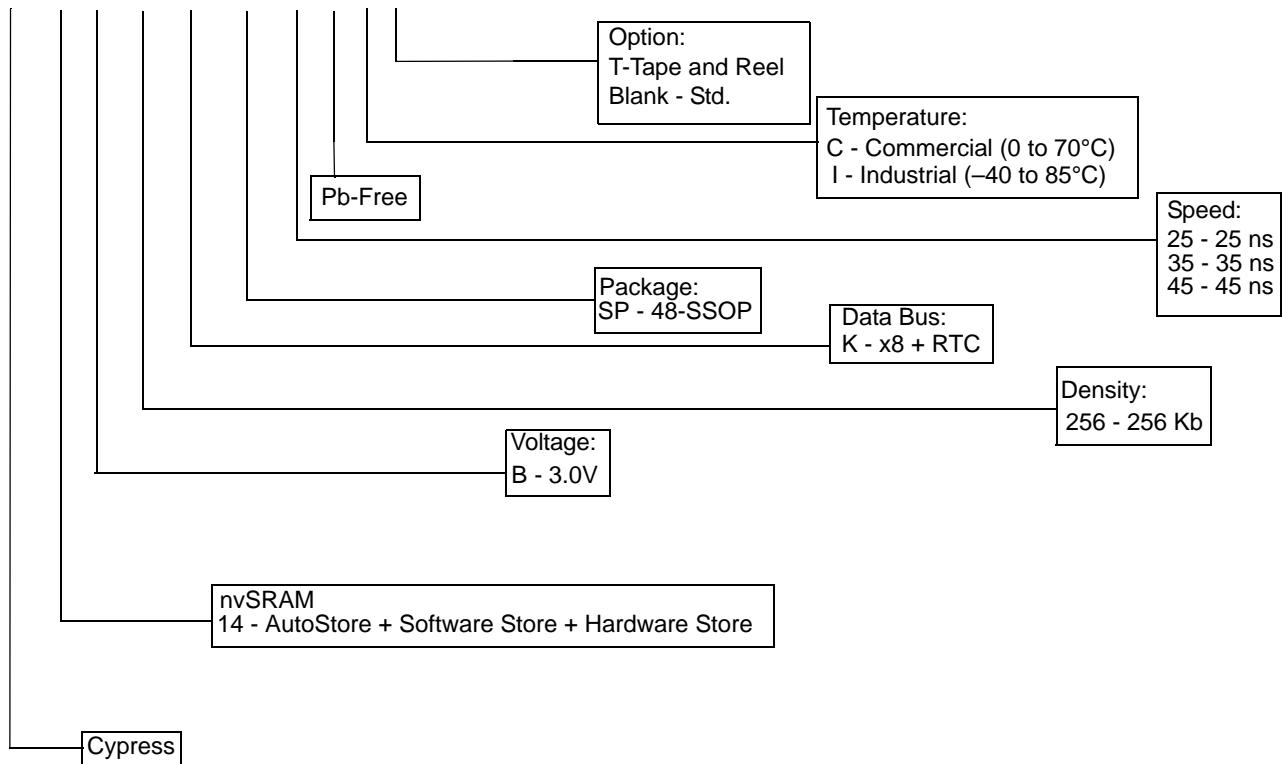 Option:
T-Tape and Reel
Blank - Std.
Temperature:
C - Commercial (0 to 70°C)
I - Industrial (–40 to 85°C)
Pb-Free
Speed:
25 - 25 ns
35 - 35 ns
45 - 45 ns
Package:
SP - 48-SSOP
Data Bus:
K - x8 + RTC
Density:
256 - 256 Kb
Voltage:
B - 3.0V
nvSRAM
14 - AutoStore + Software Store + Hardware Store
Cypress